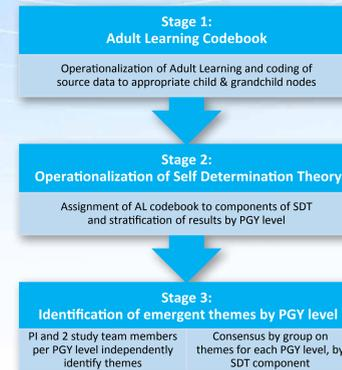 Stage 1:
Adult Learning Codebook
Operationalization of Adult Learning and coding of
source data to appropriate child & grandchild nodes
Stage 2:
Operationalization of Self Determination Theory
Assignment of AL codebook to components of SDT
and stratification of results by PGY level
Stage 3:
Identification of emergent themes by PGY level
PI and 2 study team members
per PGY level independently
identify themes
Consensus by group on
themes for each PGY level, by
SDT component